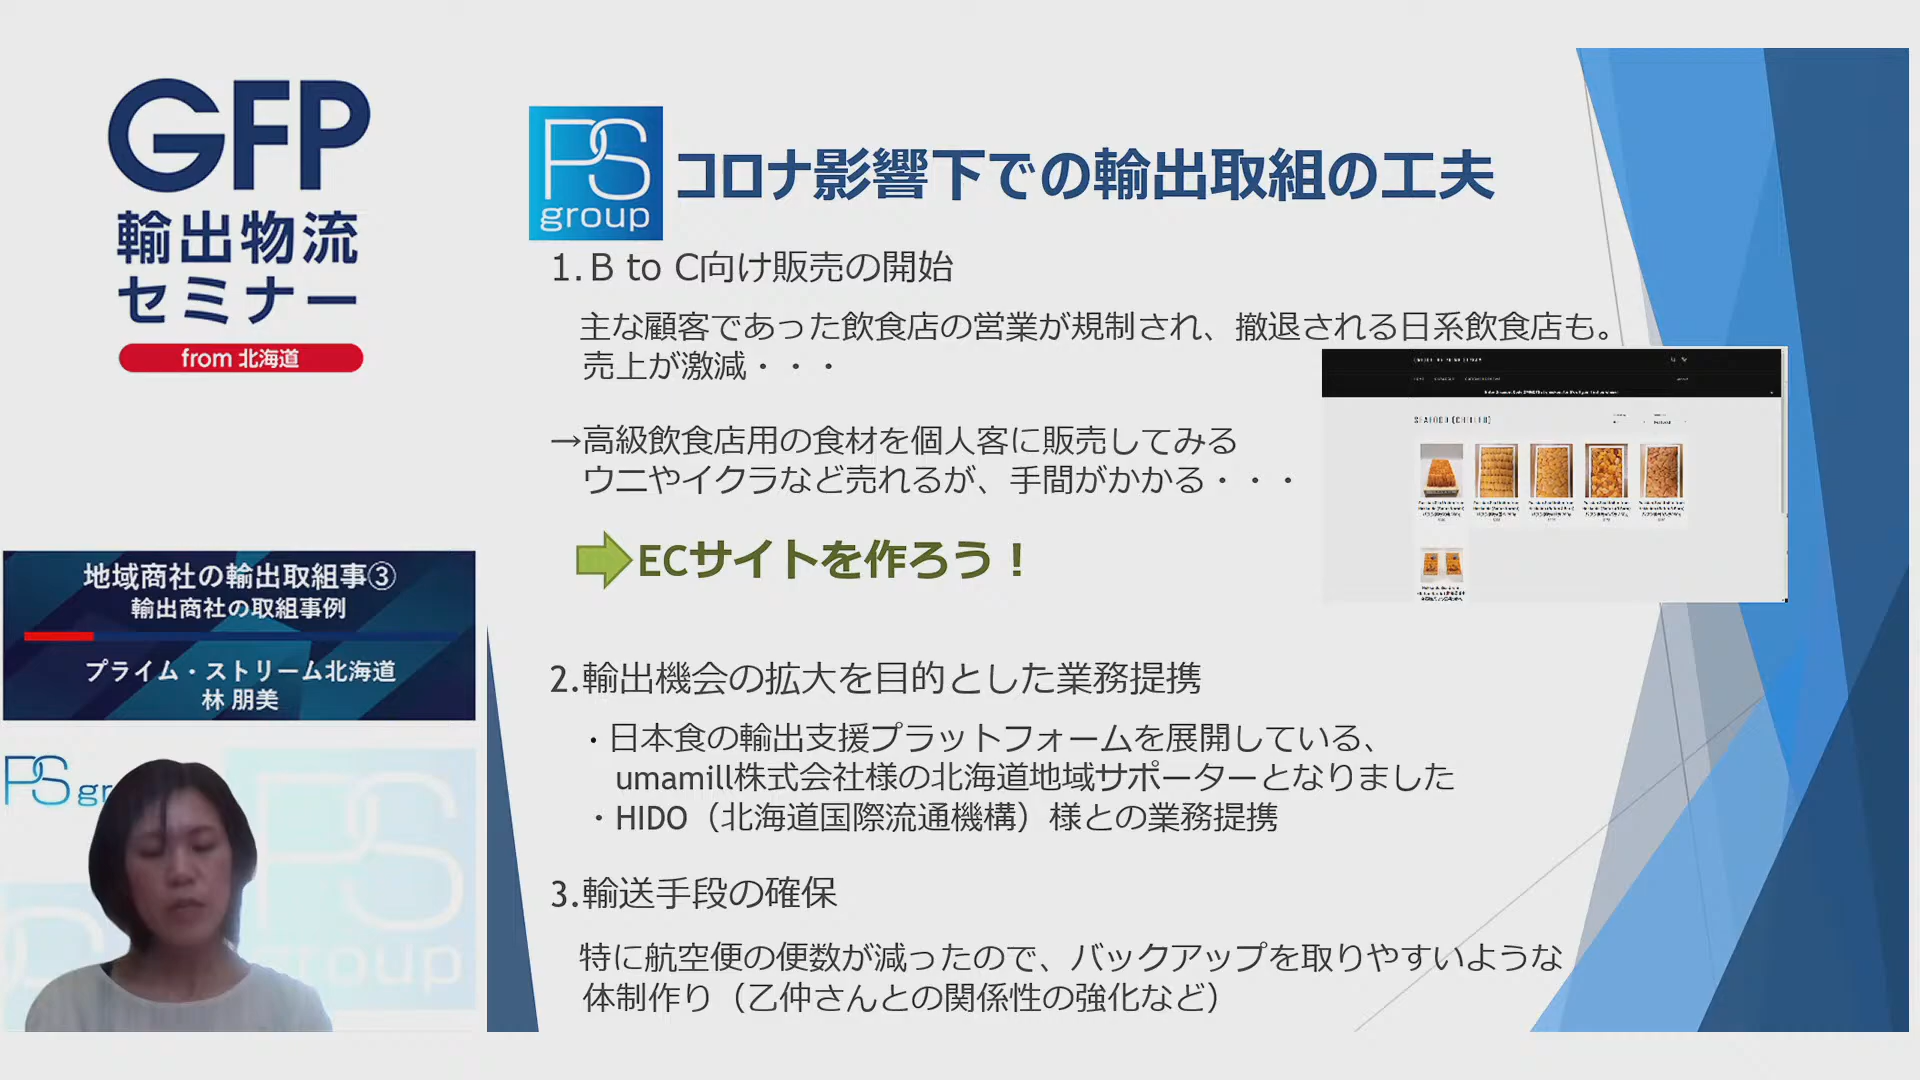 GFP
輸出物流
セミナー
from 北海道
PS
group
コロナ影響下での輸出取組の工夫
1.B to C向け販売の開始
主な顧客であった飲食店の営業が規制され、撤退される日系飲食店も。
売上が激減・・・
→高級飲食店用の食材を個人客に販売してみる
ウニやイクラなど売れるが、手間がかかる・・・
ECサイトを作ろう！
SEAFOOD (CHILLED)
2.輸出機会の拡大を目的とした業務提携
・日本食の輸出支援プラットフォームを展開している、
umamill株式会社様の北海道地域サポーターとなりました
・HIDO（北海道国際流通機構）様との業務提携
3.輸送手段の確保
特に航空便の便数が減ったので、バックアップを取りやすいような
体制作り（乙仲さんとの関係性の強化など）
地域商社の輸出取組事③
輸出商社の取組事例
プライム・ストリーム北海道
林 朋美
PS gr
PS
group